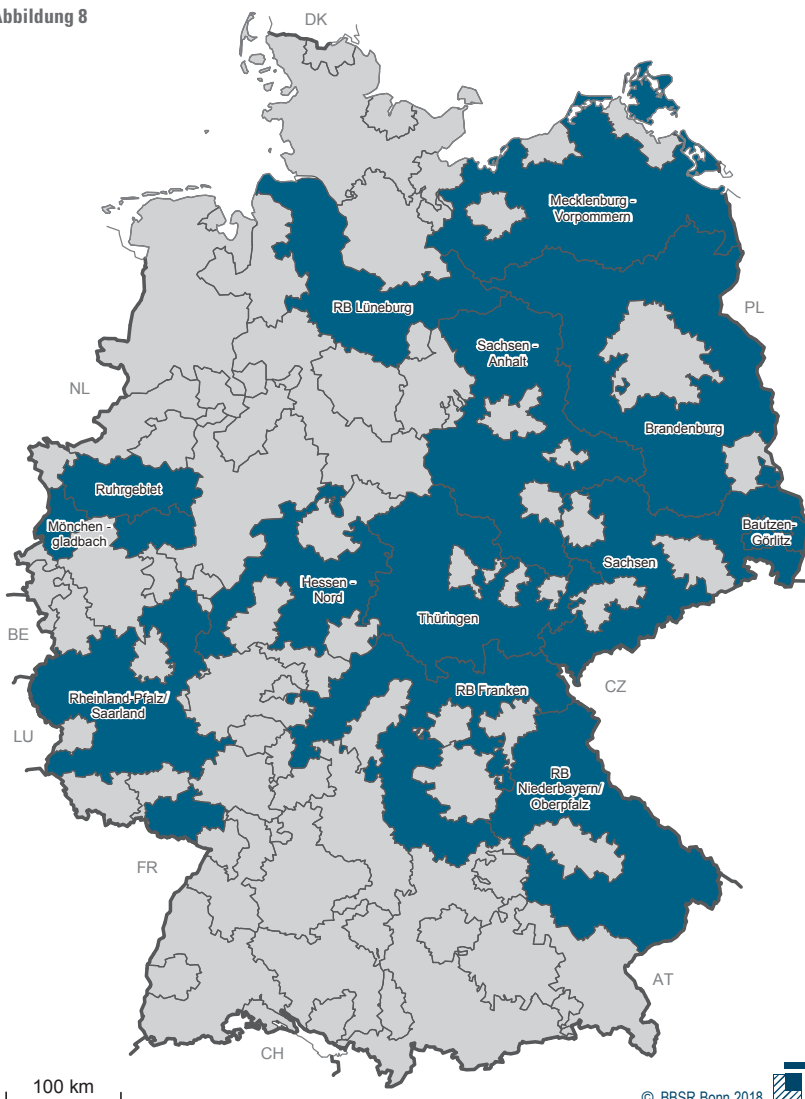 Abbildung 8
DK
Mecklenburg -
Vorpommern
RB Lüneburg
PL
Sachsen -
Anhalt
NL
Brandenburg
Ruhrgebiet
Mönchen -
gladbach
Bautzen-
Görlitz
Sachsen
Hessen -
Nord
Thüringen
BE
CZ
RB Franken
Rheinland-Pfalz/
Saarland
LU
RB
Niederbayern/
Oberpfalz
FR
AT
CH
100 km
© BBSR Bonn 2018